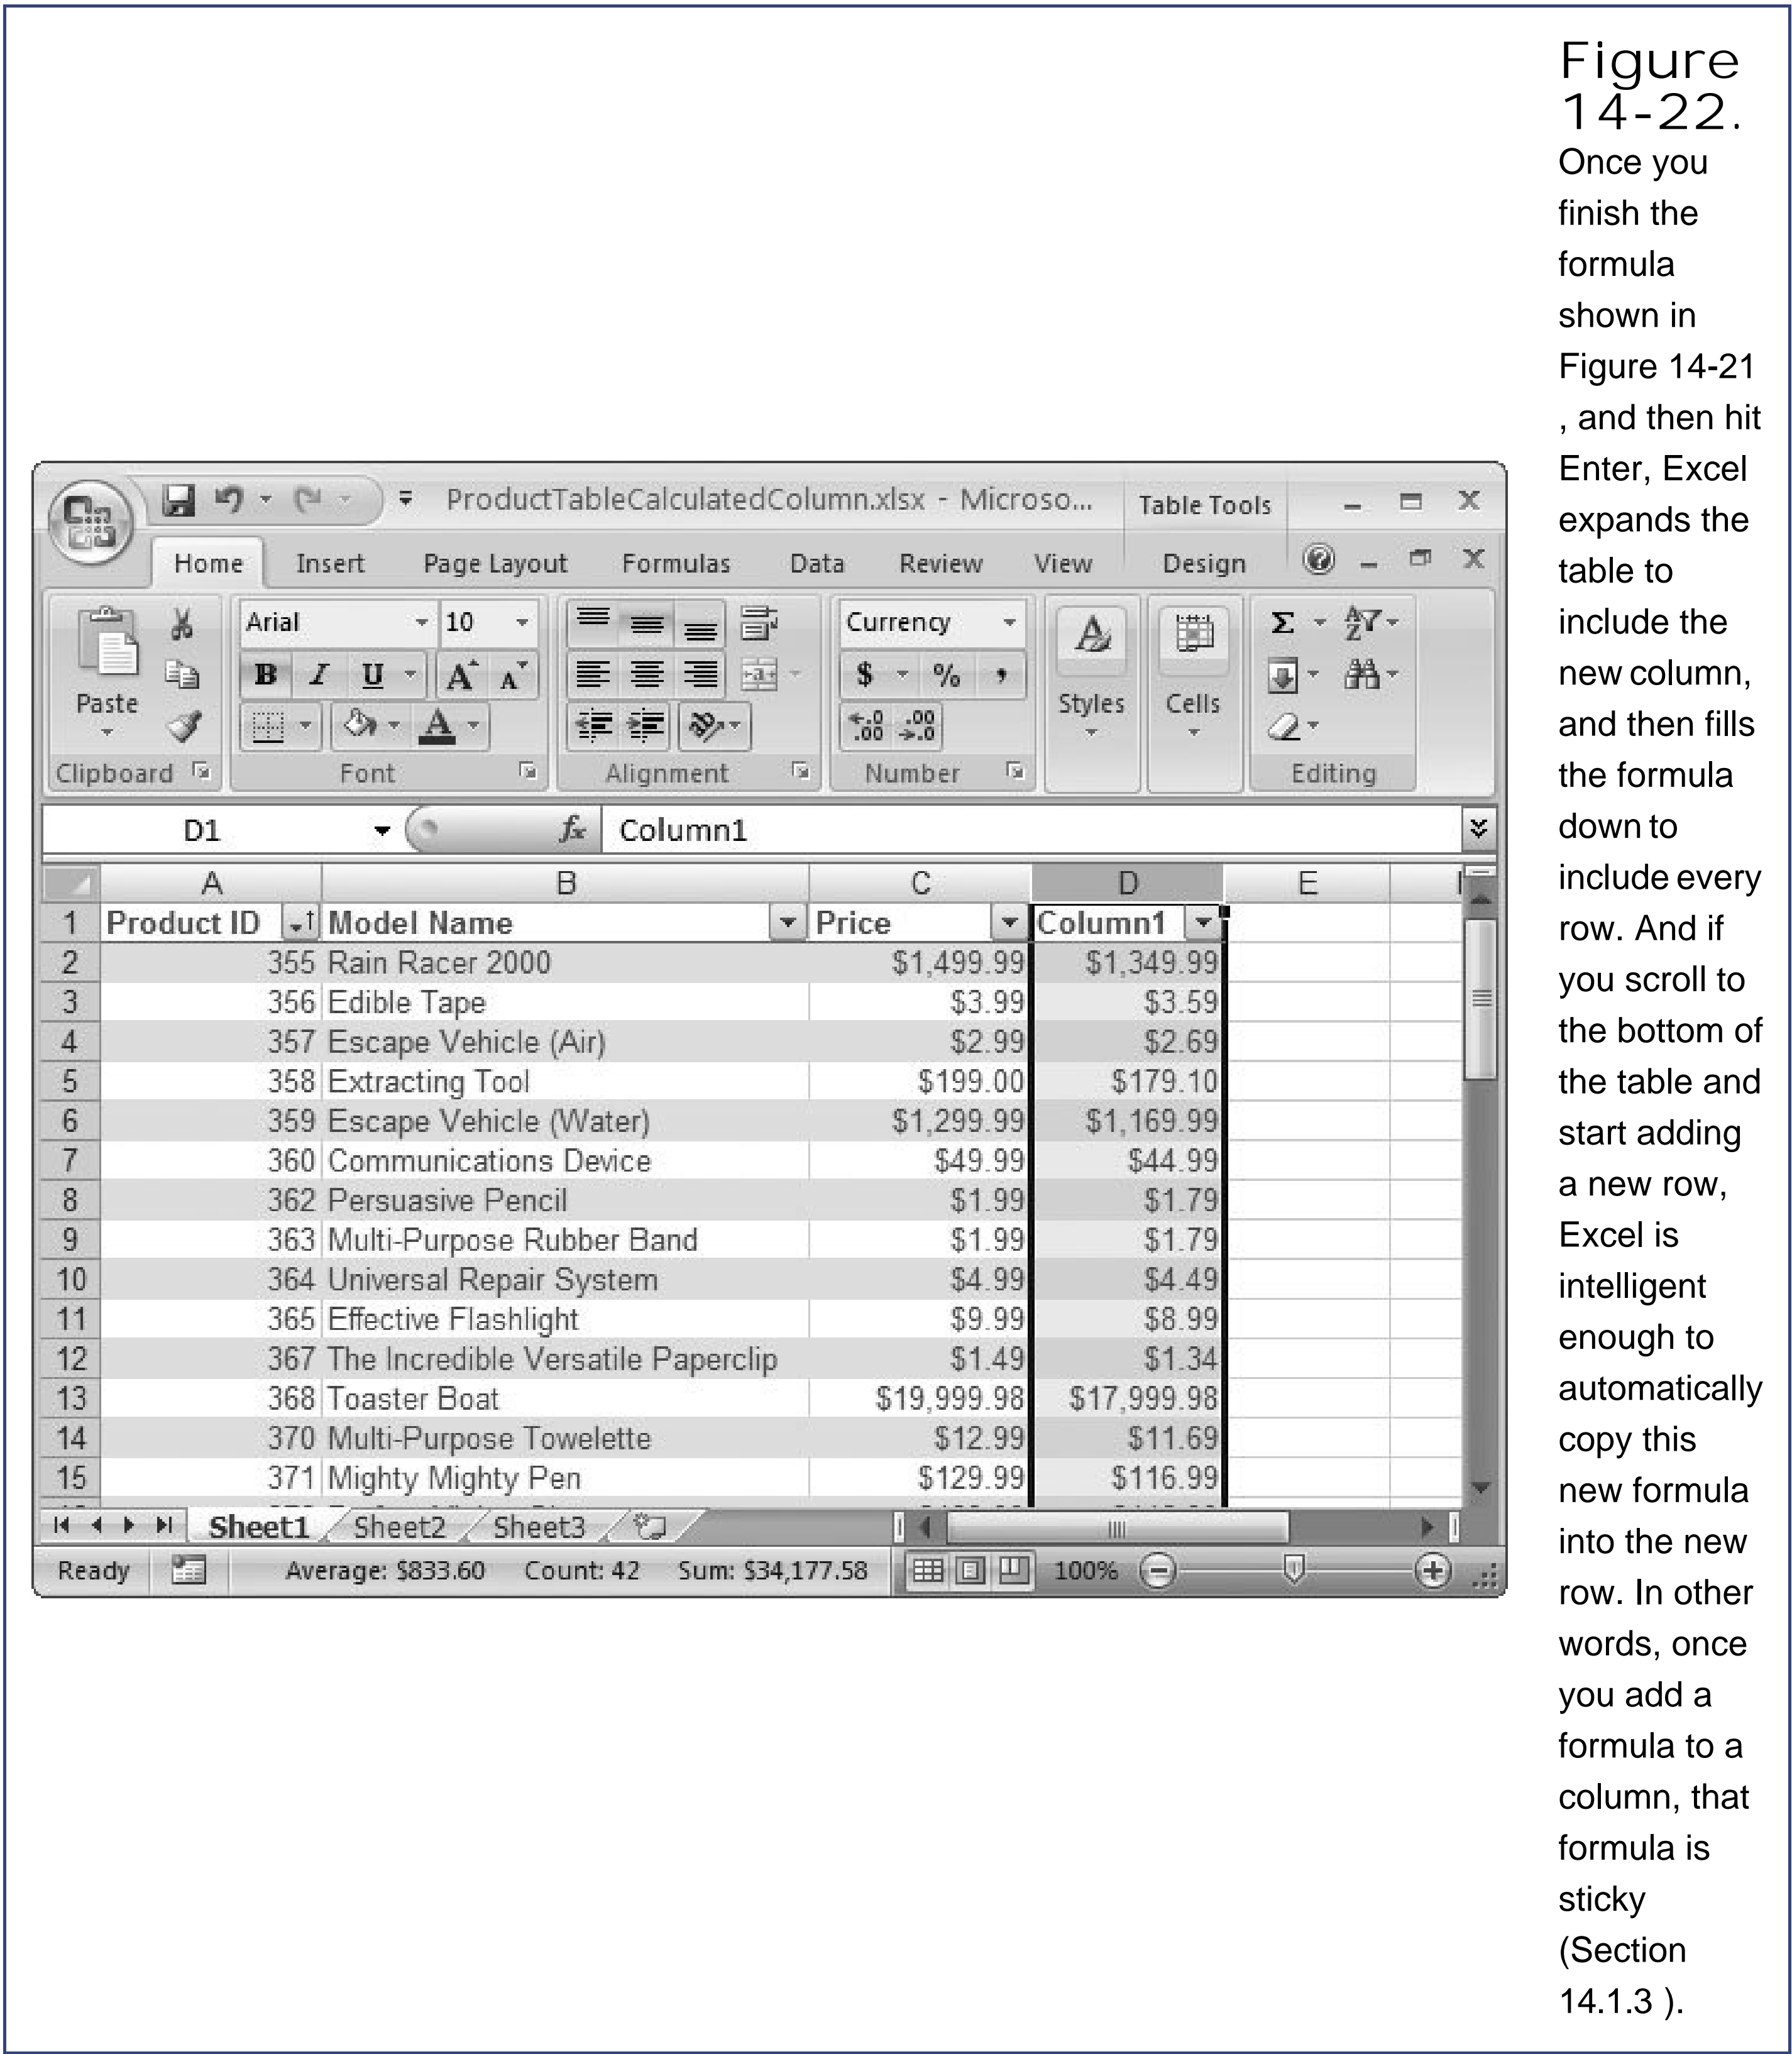 Figure
14-22.
Once you
finish the
formula
shown in
Figure 14-21
, and then hit
Enter, Excel
expands the
table to
include the
new column,
and then fills
the formula
down to
include every
row. And if
you scroll to
the bottom of
the table and
start adding
a new row,
Excel is
intelligent
enough to
automatically
copy this
new formula
into the new
row. In other
words, once
you add a
formula to a
column, that
formula is
sticky
(Section
14.1.3 ).
ProductTableCalculatedColumn.xlsx - Microso... Table Tools
Home Insert Page Layout Formulas Data Review View Design
Arial 10 Currency
Paste Styles Cells
Clipboard Font Alignment Number Editing
D1 fx Column1
A B C D E
1 Product ID Model Name Price Column1
2 355 Rain Racer 2000 $1,499.99 $1,349.99
3 356 Edible Tape $3.99 $3.59
4 357 Escape Vehicle (Air) $2.99 $2.69
5 358 Extracting Tool $199.00 $179.10
6 359 Escape Vehicle (Water) $1,299.99 $1,169.99
7 360 Communications Device $49.99 $44.99
8 362 Persuasive Pencil $1.99 $1.79
9 363 Multi-Purpose Rubber Band $1.99 $1.79
10 364 Universal Repair System $4.99 $4.49
11 365 Effective Flashlight $9.99 $8.99
12 367 The Incredible Versatile Paperclip $1.49 $1.34
13 368 Toaster Boat $19,999.98 $17,999.98
14 370 Multi-Purpose Towelette $12.99 $11.69
15 371 Mighty Mighty Pen $129.99 $116.99
Sheet1 Sheet2 Sheet3
Ready Average: $833.60 Count: 42 Sum: $34,177.58 100%